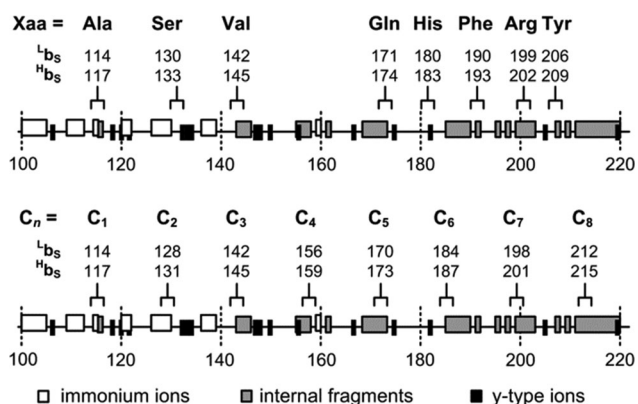 Xaa = Ala Ser Val Gln His Phe Arg Tyr
ᴸbₛ 114 130 142 171 180 190 199 206
ᴴbₛ 117 133 145 174 183 193 202 209
100 120 140 160 180 200 220
Cn = C₁ C₂ C₃ C₄ C₅ C₆ C₇ C₈
ᴸbₛ 114 128 142 156 170 184 198 212
ᴴbₛ 117 131 145 159 173 187 201 215
100 120 140 160 180 200 220
immonium ions internal fragments y-type ions